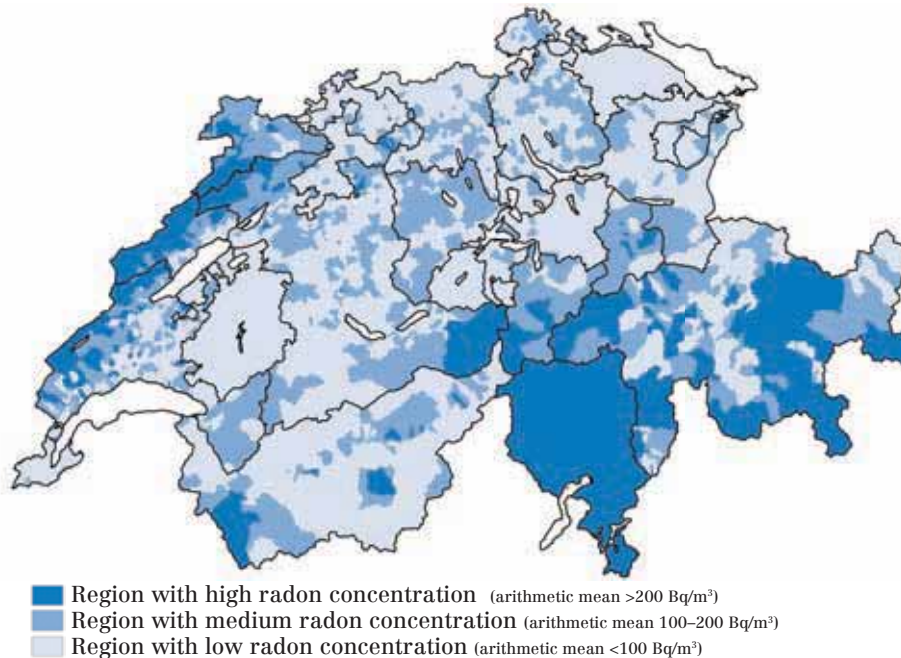 Region with high radon concentration (arithmetic mean >200 Bq/m³)
Region with medium radon concentration (arithmetic mean 100–200 Bq/m³)
Region with low radon concentration (arithmetic mean <100 Bq/m³)